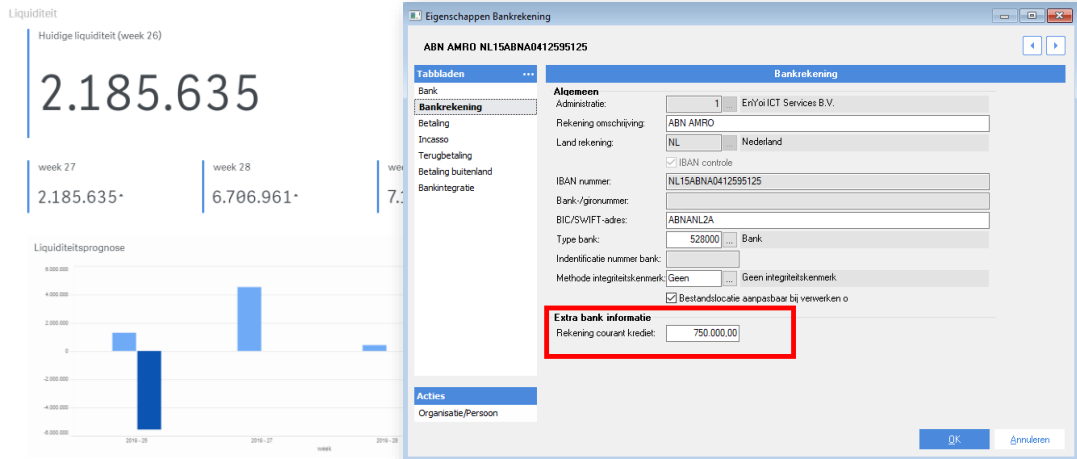 Liquiditeit
Huidige liquiditeit (week 26)
2.185.635
week 27
2.185.635
week 28
6.706.961
Liquiditeitsprognose
6.000.000
4.000.000
2.000.000
0
-2.000.000
-4.000.000
-6.000.000
2019 - 26
2019 - 27
2019 - 28
week
Eigenschappen Bankrekening
ABN AMRO NL15ABNA0412595125
Tabbladen ...
Bank
Bankrekening
Betaling
Incasso
Terugbetaling
Betaling buitenland
Bankintegratie
Acties
Organisatie/Persoon
Bankrekening
Algemeen
Administratie: 1 ... EnYoi ICT Services B.V.
Rekening omschrijving: ABN AMRO
Land rekening: NL ... Nederland
IBAN controle
IBAN nummer: NL15ABNA0412595125
Bank-/gironummer:
BIC/SWIFT-adres: ABNANL2A
Type bank: 528000 ... Bank
Indentificatie nummer bank:
Methode integriteitskenmerk: Geen ... Geen integriteitskenmerk
Bestandslocatie aanpasbaar bij verwerken o
Extra bank informatie
Rekening courant krediet: 750.000,00
OK
Annuleren